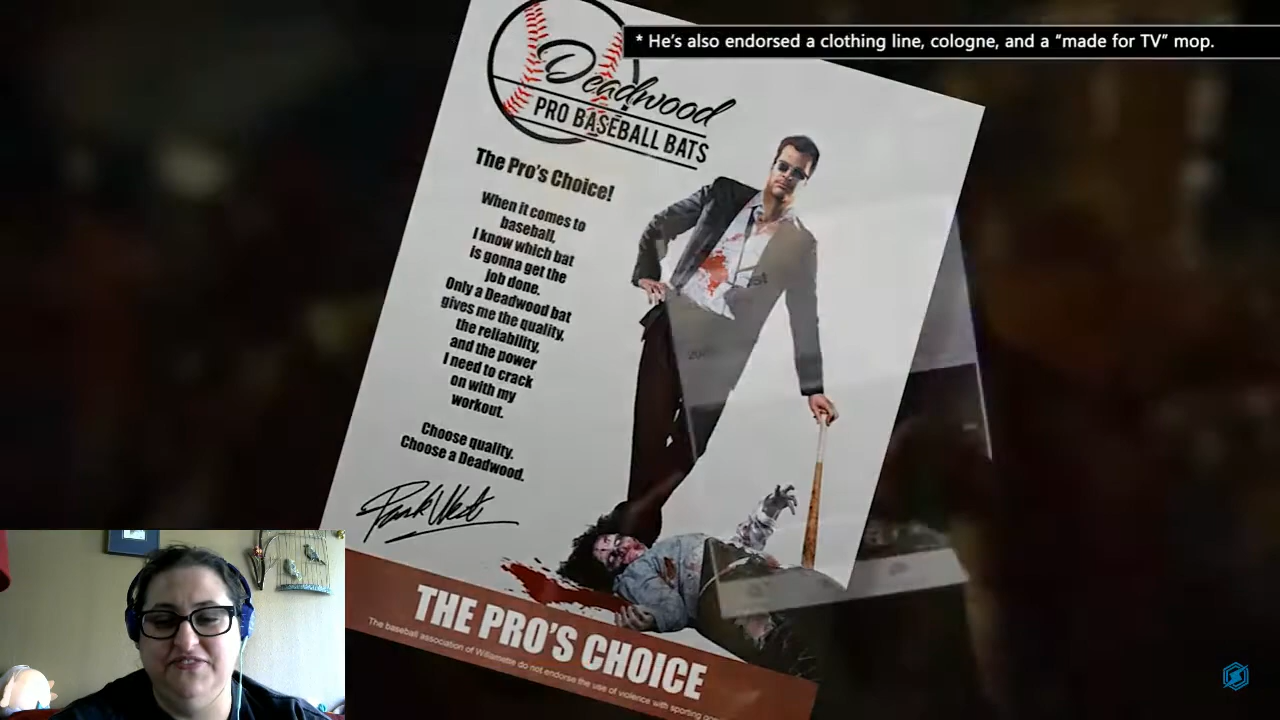 * He's also endorsed a clothing line, cologne, and a "made for TV" mop.
Deadwood
PRO BASEBALL BATS
The Pro's Choice!
When it comes to
baseball,
I know which bat
is gonna get the
job done.
Only a Deadwood bat
gives me the quality,
the reliability,
and the power
I need to crack
on with my
workout.
Choose quality.
Choose a Deadwood.
Park West
THE PRO'S CHOICE
The baseball association of Willamette do not endorse the use of violence with sporting